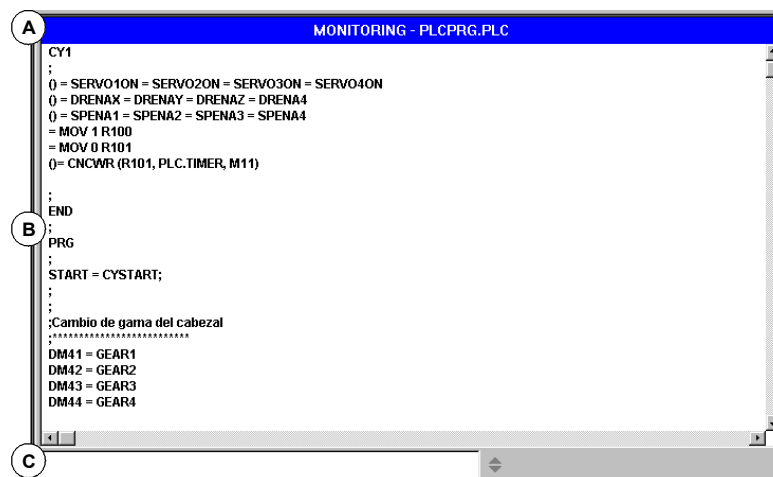 A
MONITORING - PLCPRG.PLC
CY1
;
() = SERVO1ON = SERVO2ON = SERVO3ON = SERVO4ON
() = DRENAX = DRENAY = DRENAZ = DRENA4
() = SPENA1 = SPENA2 = SPENA3 = SPENA4
= MOV 1 R100
= MOV 0 R101
()= CNCWR (R101, PLC.TIMER, M11)
;
END
B
;
PRG
;
START = CYSTART;
;
;
;Cambio de gama del cabezal
;**************************
DM41 = GEAR1
DM42 = GEAR2
DM43 = GEAR3
DM44 = GEAR4
C